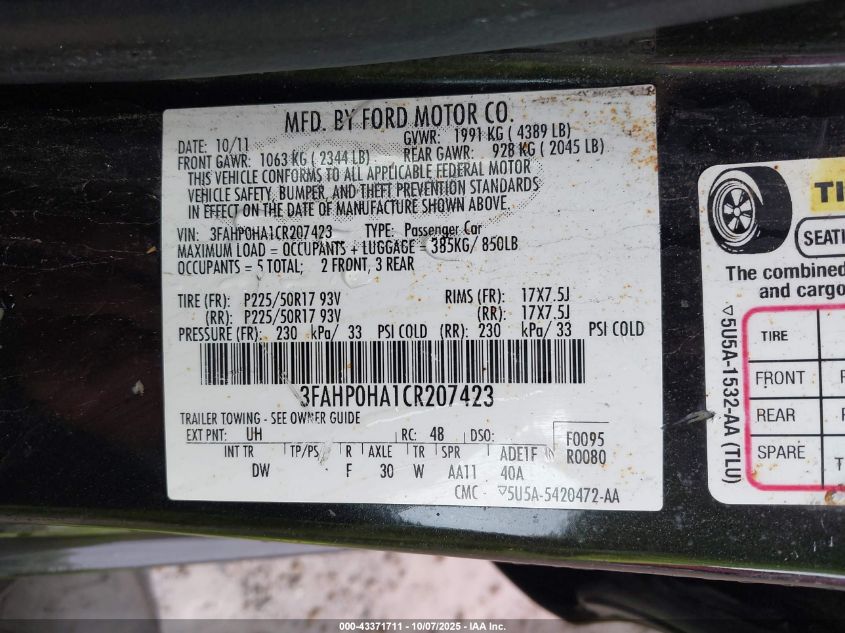 MFD. BY FORD MOTOR CO.
DATE: 10/11 GVWR: 1991 KG ( 4389 LB)
FRONT GAWR: 1063 KG ( 2344 LB) REAR GAWR: 928 KG ( 2045 LB)
THIS VEHICLE CONFORMS TO ALL APPLICABLE FEDERAL MOTOR
VEHICLE SAFETY, BUMPER, AND THEFT PREVENTION STANDARDS
IN EFFECT ON THE DATE OF MANUFACTURE SHOWN ABOVE.
VIN: 3FAHP0HA1CR207423 TYPE: Passenger Car
MAXIMUM LOAD = OCCUPANTS + LUGGAGE = 385KG/ 850LB
OCCUPANTS = 5 TOTAL; 2 FRONT, 3 REAR
TIRE (FR): P225/50R17 93V RIMS (FR): 17X7.5J
(RR): P225/50R17 93V (RR): 17X7.5J
PRESSURE (FR): 230 kPa/ 33 PSI COLD (RR): 230 kPa/ 33 PSI COLD
3FAHP0HA1CR207423
TRAILER TOWING - SEE OWNER GUIDE
EXT PNT: UH RC: 48 DSO: F0095
INT TR TP/PS R AXLE TR SPR ADE1F R0080
DW F 30 W AA11 40A
CMC - ▽5U5A-5420472-AA
TI
SEATI
The combined
and cargo
TIRE
FRONT
REAR
SPARE T
▽5U5A-1532-AA (TLU)
000-43371711 - 10/07/2025 - IAA Inc.